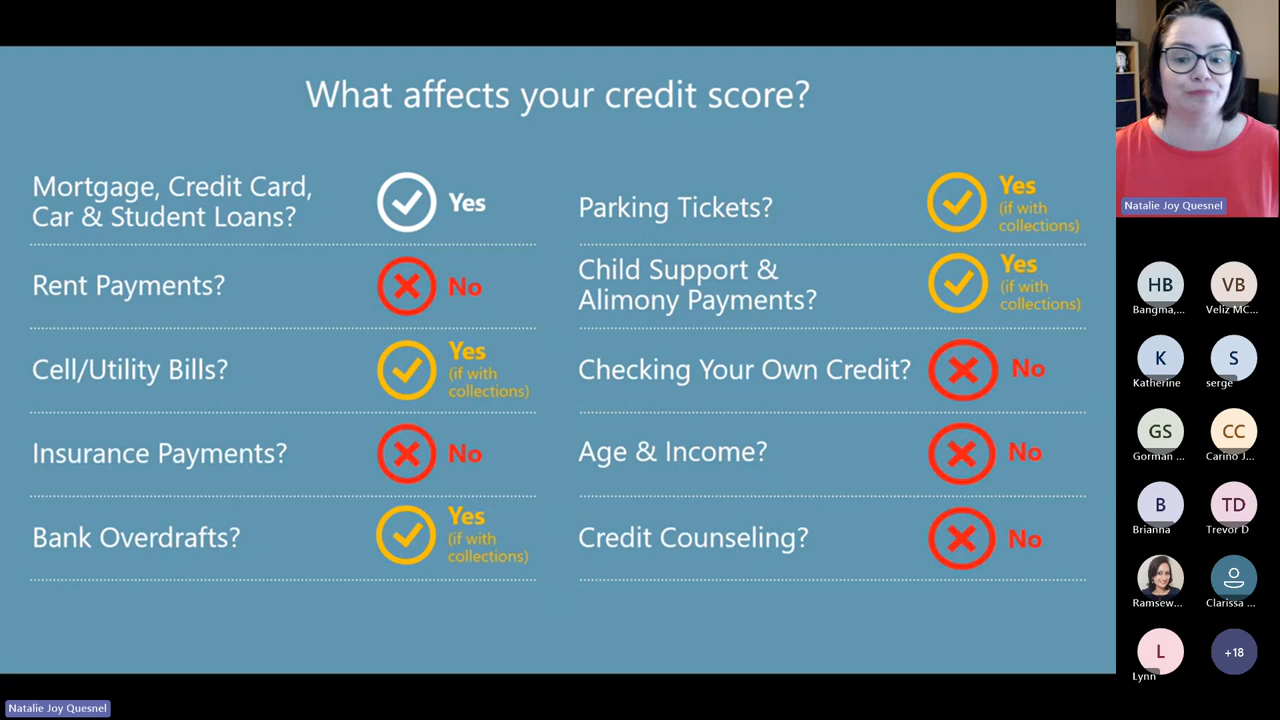 What affects your credit score?
Mortgage, Credit Card,
Car & Student Loans?
Yes
Rent Payments?
No
Cell/Utility Bills?
Yes
(if with
collections)
Insurance Payments?
No
Bank Overdrafts?
Yes
(if with
collections)
Parking Tickets?
Yes
(if with
collections)
Child Support &
Alimony Payments?
Yes
(if with
collections)
Checking Your Own Credit?
No
Age & Income?
No
Credit Counseling?
No
Natalie Joy Quesnel
HB
Bangma,...
VB
Veliz MC...
K
Katherine
S
serge
GS
Gorman ...
CC
Carino J...
B
Brianna
TD
Trevor D
Ramsew...
Clarissa ...
L
Lynn
+18
Natalie Joy Quesnel